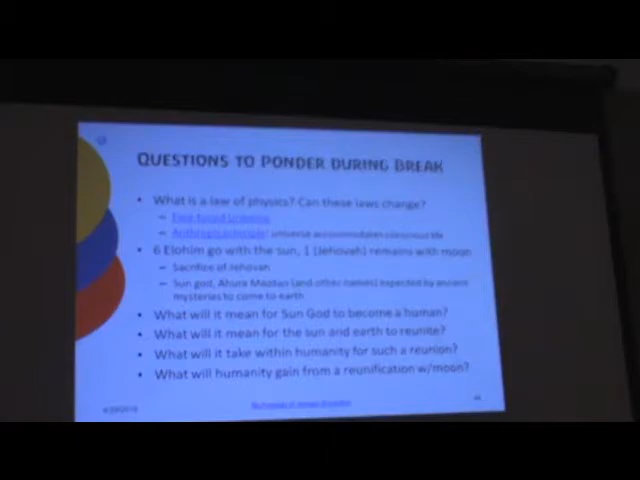 QUESTIONS TO PONDER DURING BREAK
• What is a law of physics? Can these laws change?
– Fine-tuned Universe
– Anthropic principle: universe accommodates conscious life
• 6 Elohim go with the sun, 1 (Jehovah) remains with moon
– Sacrifice of Jehovah
– Sun god, Ahura Mazdao (and other names) expected by ancient
mysteries to come to earth
• What will it mean for Sun God to become a human?
• What will it mean for the sun and earth to reunite?
• What will it take within humanity for such a reunion?
• What will humanity gain from a reunification w/moon?